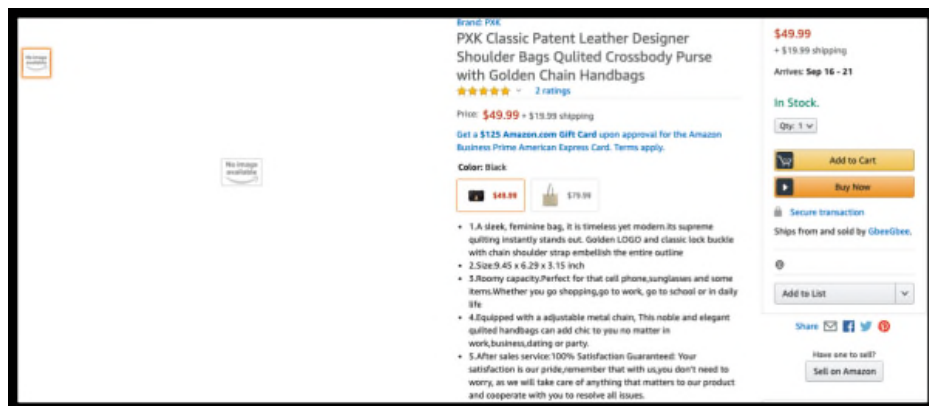 No image available
Brand: PXK
PXK Classic Patent Leather Designer
Shoulder Bags Qulited Crossbody Purse
with Golden Chain Handbags
2 ratings
Price: $49.99 + $19.99 shipping
Get a $125 Amazon.com Gift Card upon approval for the Amazon
Business Prime American Express Card. Terms apply.
Color: Black
$49.99
$79.99
• 1.A sleek, feminine bag, it is timeless yet modern.its supreme
quilting instantly stands out. Golden LOGO and classic lock buckle
with chain shoulder strap embellish the entire outline
• 2.Size:9.45 x 6.29 x 3.15 inch
• 3.Roomy capacity.Perfect for that cell phone,sunglasses and some
items.Whether you go shopping,go to work, go to school or in daily
life
• 4.Equipped with a adjustable metal chain, This noble and elegant
quilted handbags can add chic to you no matter in
work,business,dating or party.
• 5.After sales service:100% Satisfaction Guaranteed: Your
satisfaction is our pride,remember that with us,you don't need to
worry, as we will take care of anything that matters to our product
and cooperate with you to resolve all issues.
No image
available
$49.99
+ $19.99 shipping
Arrives: Sep 16 - 21
In Stock.
Qty: 1
Add to Cart
Buy Now
Secure transaction
Ships from and sold by GbeeGbee.
Add to List
Share
Have one to sell?
Sell on Amazon